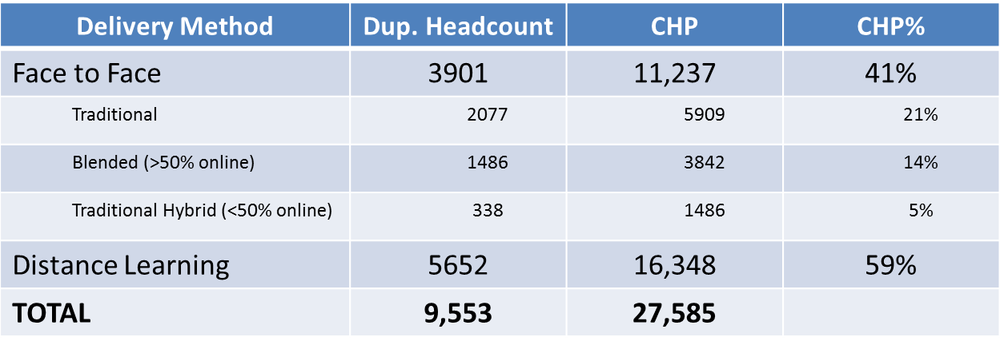 Delivery Method Dup. Headcount CHP CHP%
Face to Face 3901 11,237 41%
Traditional 2077 5909 21%
Blended (>50% online) 1486 3842 14%
Traditional Hybrid (<50% online) 338 1486 5%
Distance Learning 5652 16,348 59%
TOTAL 9,553 27,585